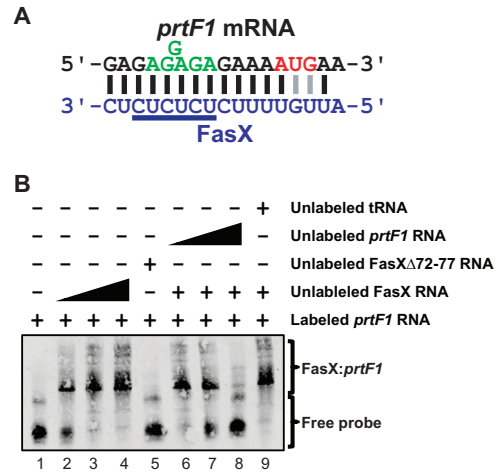 A
prtF1 mRNA
G
5'-GAGAGAGAGAAAAUGAA-3'
3'-CUCUCUCUCUUUUGUUA-5'
FasX
B
– – – – – – – – + Unlabeled tRNA
– – – – – – Unlabeled prtF1 RNA
– – – – + – – – – Unlabeled FasXΔ72-77 RNA
– – + + + + Unlableled FasX RNA
+ + + + + + + + + Labeled prtF1 RNA
FasX:prtF1
Free probe
1 2 3 4 5 6 7 8 9